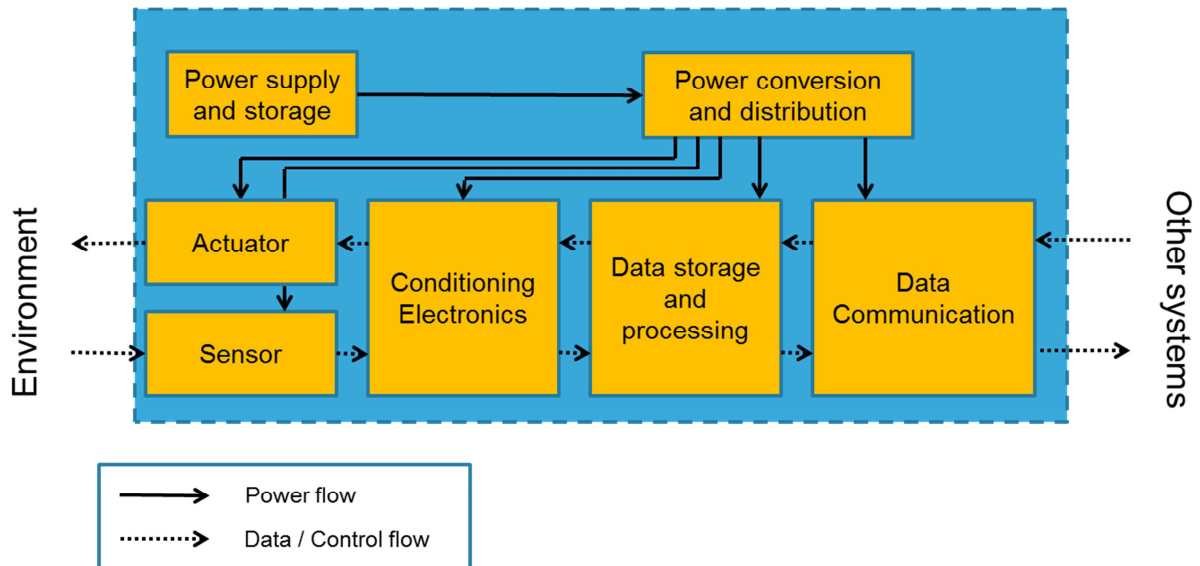 Power supply
and storage
Power conversion
and distribution
Environment
Actuator
Sensor
Conditioning
Electronics
Data storage
and
processing
Data
Communication
Other systems
Power flow
Data / Control flow